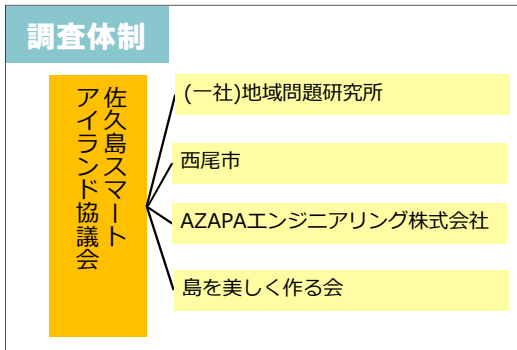 調査体制
佐久島スマート
アイランド協議会
(一社)地域問題研究所
西尾市
AZAPAエンジニアリング株式会社
島を美しく作る会